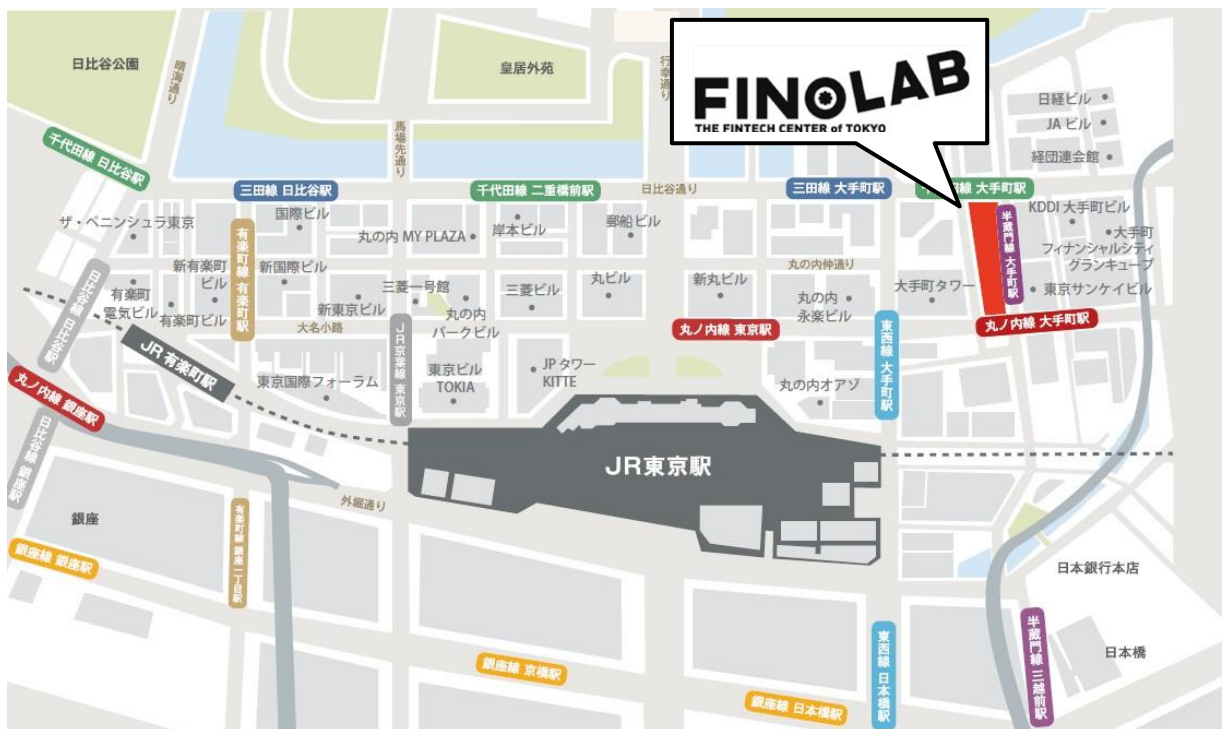 日比谷公園
晴海通り
皇居外苑
行幸通り
FINOLAB
THE FINTECH CENTER of TOKYO
日経ビル
JA ビル
経団連会館
千代田線 日比谷駅
馬場先通り
三田線 日比谷駅
千代田線 二重橋前駅
日比谷通り
三田線 大手町駅
田線 大手町駅
ザ・ペニンシュラ東京
国際ビル
丸の内 MY PLAZA
岸本ビル
郵船ビル
KDDI 大手町ビル
大手町
フィナンシャルシティ
グランキューブ
半蔵門線 大手町駅
有楽町線 有楽町駅
新有楽町
ビル
新国際ビル
丸の内仲通り
日比谷線 日比谷駅
有楽町
電気ビル
有楽町ビル
新東京ビル
三菱一号館
丸の内
パークビル
三菱ビル
丸ビル
新丸ビル
丸の内
永楽ビル
大手町タワー
東京サンケイビル
大名小路
丸ノ内線 東京駅
丸ノ内線 大手町駅
東西線 大手町駅
JR 有楽町駅
JR京葉線 東京駅
東京国際フォーラム
東京ビル
TOKIA
JP タワー
KITTE
丸の内オアゾ
丸ノ内線 銀座駅
日比谷線 銀座駅
JR東京駅
外堀通り
銀座
有楽町線 銀座一丁目駅
銀座線 銀座駅
日本銀行本店
東西線 日本橋駅
半蔵門線 三越前駅
日本橋
銀座線 京橋駅
銀座線 日本橋駅